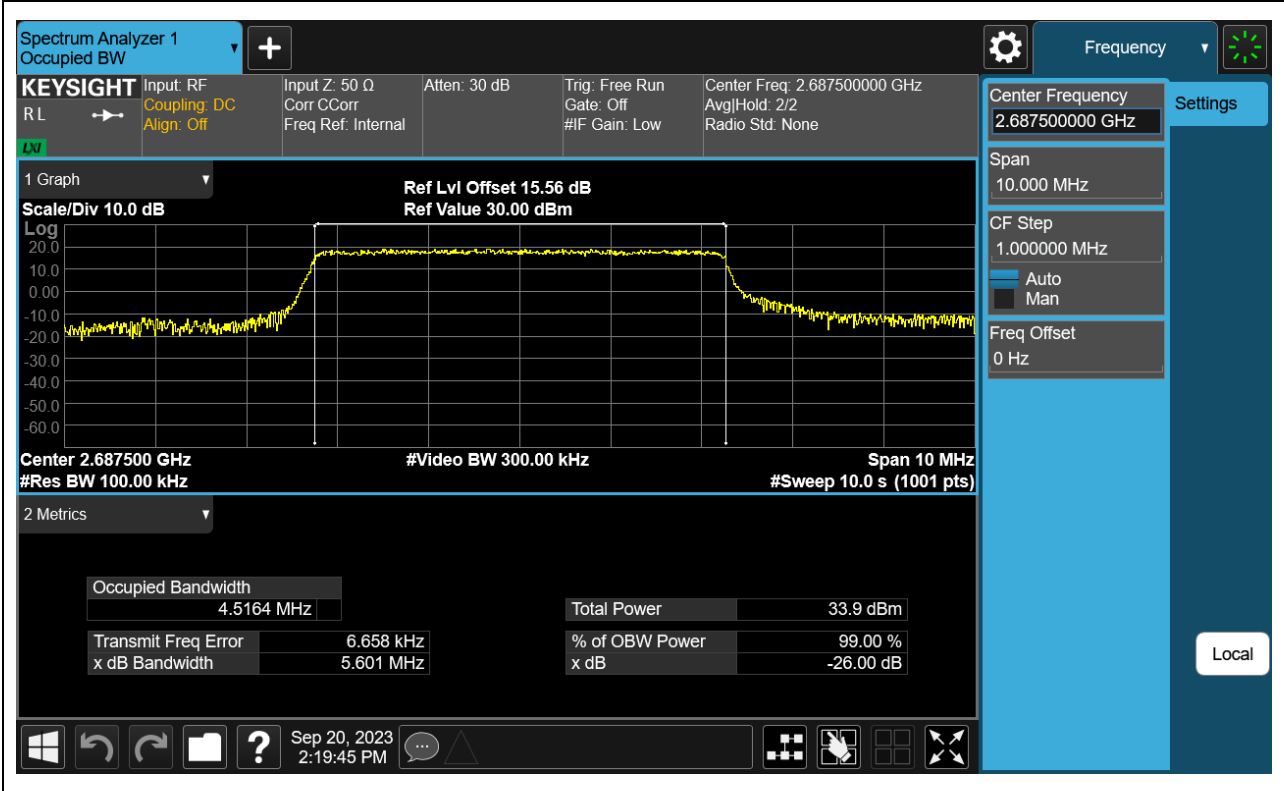 Spectrum Analyzer 1
Occupied BW
+
Frequency
KEYSIGHT
R L
LXI
Input: RF
Coupling: DC
Align: Off
Input Z: 50 Ω
Corr CCorr
Freq Ref: Internal
Atten: 30 dB
Trig: Free Run
Gate: Off
#IF Gain: Low
Center Freq: 2.687500000 GHz
Avg|Hold: 2/2
Radio Std: None
Center Frequency
2.687500000 GHz
Settings
Span
10.000 MHz
CF Step
1.000000 MHz
Auto
Man
Freq Offset
0 Hz
Local
1 Graph
Scale/Div 10.0 dB
Ref Lvl Offset 15.56 dB
Ref Value 30.00 dBm
Log
20.0
10.0
0.00
-10.0
-20.0
-30.0
-40.0
-50.0
-60.0
Center 2.687500 GHz
#Video BW 300.00 kHz
Span 10 MHz
#Res BW 100.00 kHz
#Sweep 10.0 s (1001 pts)
2 Metrics
Occupied Bandwidth
4.5164 MHz
Total Power 33.9 dBm
Transmit Freq Error 6.658 kHz
% of OBW Power 99.00 %
x dB Bandwidth 5.601 MHz
x dB -26.00 dB
?
Sep 20, 2023
2:19:45 PM